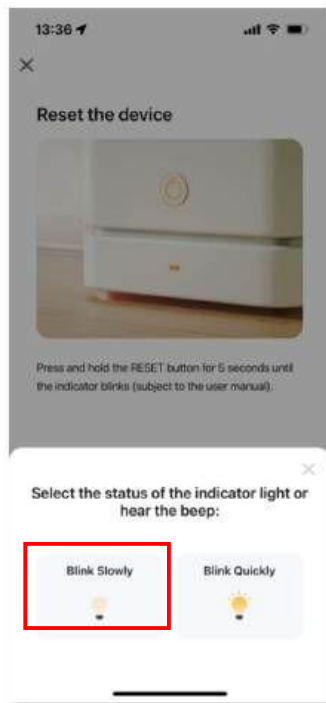 13:36
Reset the device
Press and hold the RESET button for 5 seconds until
the indicator blinks (subject to the user manual).
Select the status of the indicator light or
hear the beep:
Blink Slowly
Blink Quickly